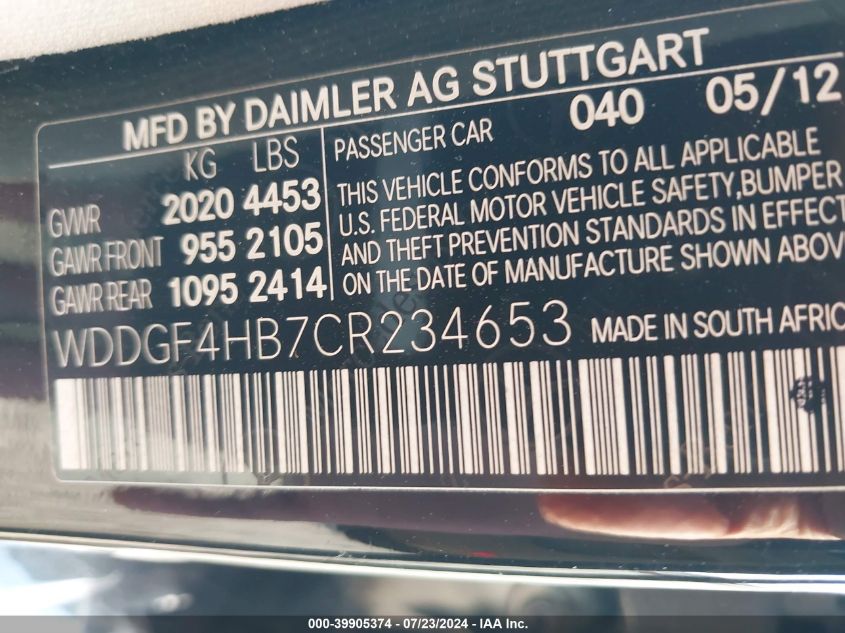 MFD BY DAIMLER AG STUTTGART
KG LBS
GVWR 2020 4453
GAWR FRONT 955 2105
GAWR REAR 1095 2414
PASSENGER CAR 040 05/12
THIS VEHICLE CONFORMS TO ALL APPLICABLE
U.S. FEDERAL MOTOR VEHICLE SAFETY,BUMPER
AND THEFT PREVENTION STANDARDS IN EFFECT
ON THE DATE OF MANUFACTURE SHOWN ABOV
WDDGF4HB7CR234653 MADE IN SOUTH AFRIC
000-39905374 - 07/23/2024 - IAA Inc.